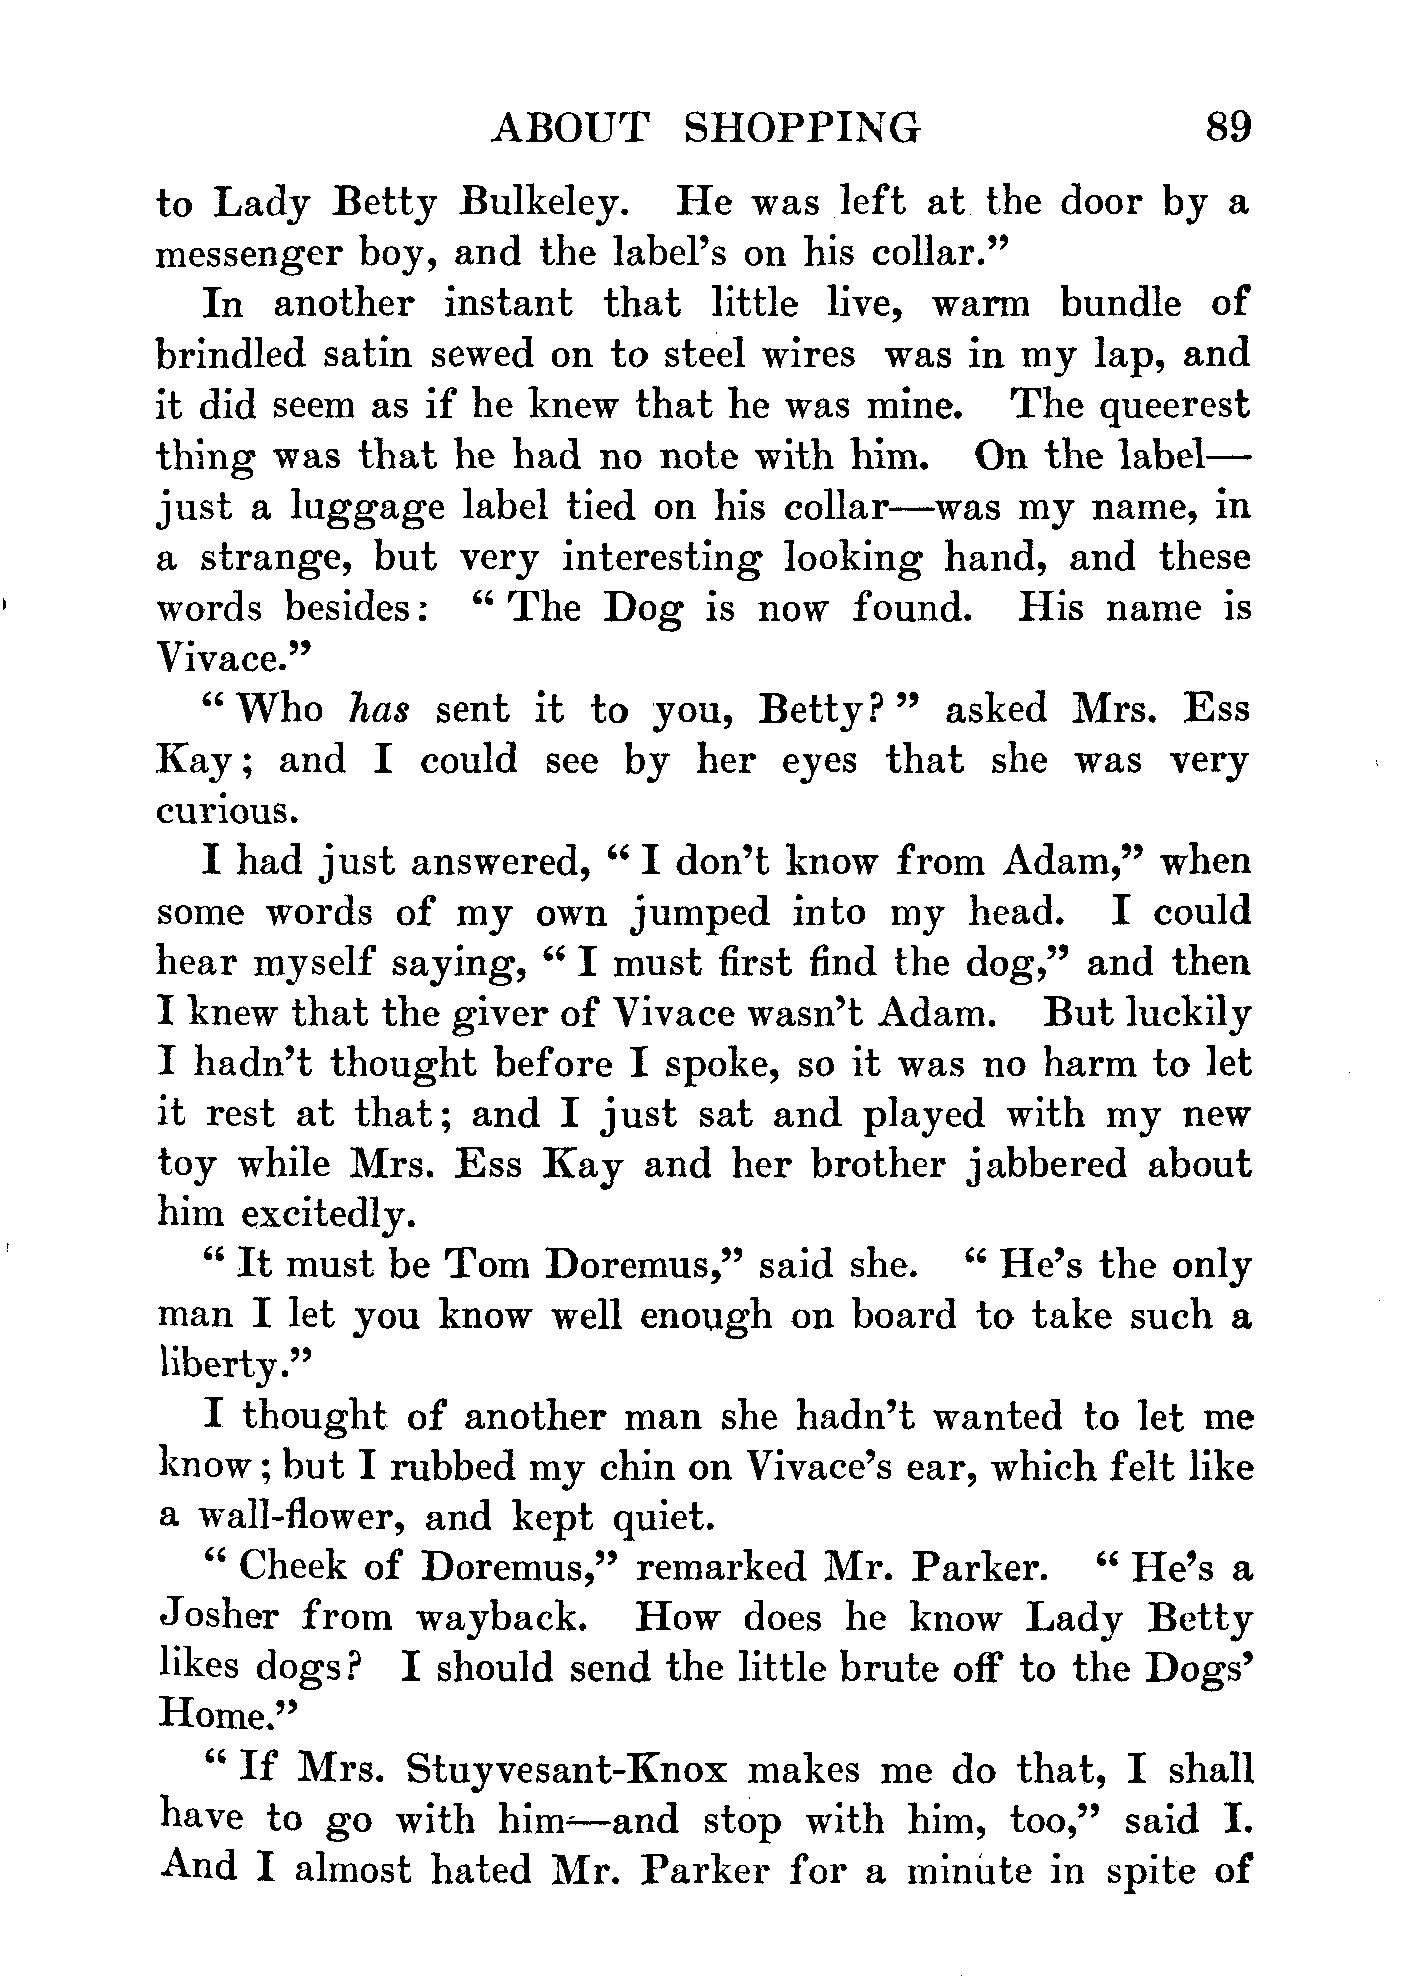 ABOUT SHOPPING 89
to Lady Betty Bulkeley. He was left at the door by a
messenger boy, and the label's on his collar."
In another instant that little live, warm bundle of
brindled satin sewed on to steel wires was in my lap, and
it did seem as if he knew that he was mine. The queerest
thing was that he had no note with him. On the label—
just a luggage label tied on his collar—was my name, in
a strange, but very interesting looking hand, and these
words besides: "The Dog is now found. His name is
Vivace."
"Who has sent it to you, Betty?" asked Mrs. Ess
Kay; and I could see by her eyes that she was very
curious.
I had just answered, "I don't know from Adam," when
some words of my own jumped into my head. I could
hear myself saying, "I must first find the dog," and then
I knew that the giver of Vivace wasn't Adam. But luckily
I hadn't thought before I spoke, so it was no harm to let
it rest at that; and I just sat and played with my new
toy while Mrs. Ess Kay and her brother jabbered about
him excitedly.
"It must be Tom Doremus," said she. "He's the only
man I let you know well enough on board to take such a
liberty."
I thought of another man she hadn't wanted to let me
know; but I rubbed my chin on Vivace's ear, which felt like
a wall-flower, and kept quiet.
"Cheek of Doremus," remarked Mr. Parker. "He's a
Josher from wayback. How does he know Lady Betty
likes dogs? I should send the little brute off to the Dogs'
Home."
"If Mrs. Stuyvesant-Knox makes me do that, I shall
have to go with him—and stop with him, too," said I.
And I almost hated Mr. Parker for a minute in spite of